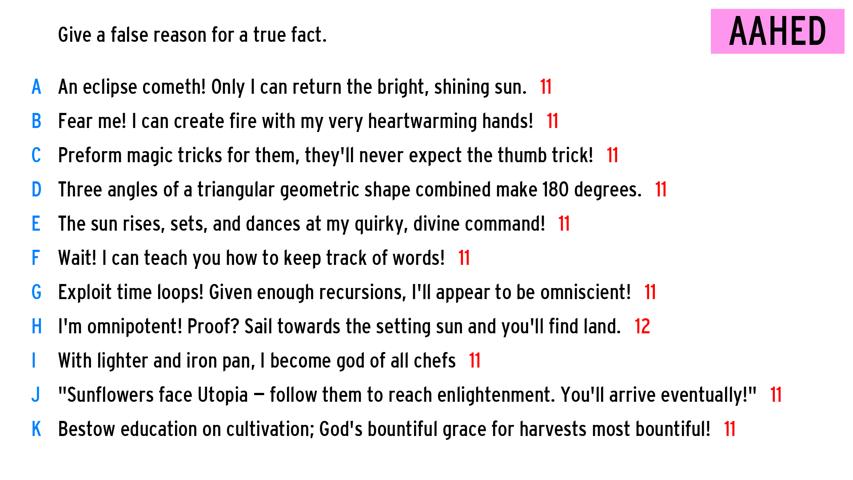 Give a false reason for a true fact.
AAHED
A An eclipse cometh! Only I can return the bright, shining sun. 11
B Fear me! I can create fire with my very heartwarming hands! 11
C Preform magic tricks for them, they'll never expect the thumb trick! 11
D Three angles of a triangular geometric shape combined make 180 degrees. 11
E The sun rises, sets, and dances at my quirky, divine command! 11
F Wait! I can teach you how to keep track of words! 11
G Exploit time loops! Given enough recursions, I'll appear to be omniscient! 11
H I'm omnipotent! Proof? Sail towards the setting sun and you'll find land. 12
I With lighter and iron pan, I become god of all chefs 11
J "Sunflowers face Utopia — follow them to reach enlightenment. You'll arrive eventually!" 11
K Bestow education on cultivation; God's bountiful grace for harvests most bountiful! 11